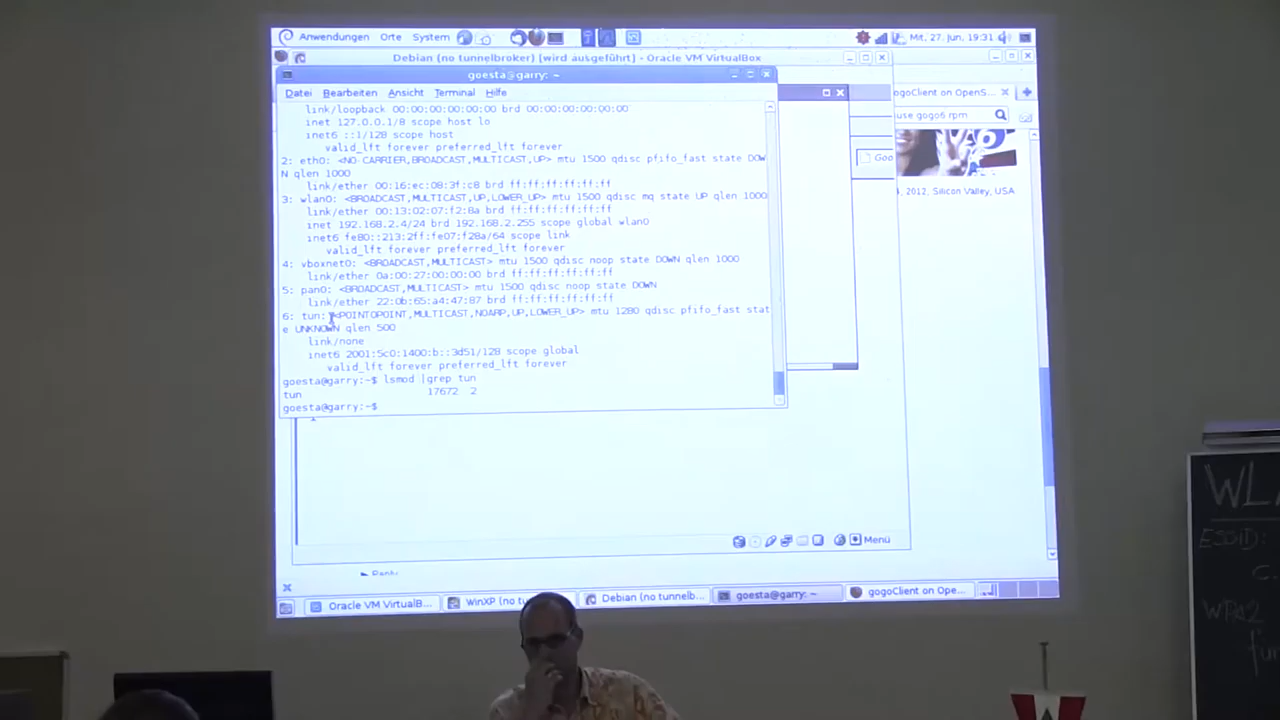 Anwendungen Orte System
Mit, 27. Jun, 19:31
Debian (no tunnelbroker) [wird ausgeführt] - Oracle VM VirtualBox
goesta@garry: ~
Datei Bearbeiten Ansicht Terminal Hilfe
link/loopback 00:00:00:00:00:00 brd 00:00:00:00:00:00
inet 127.0.0.1/8 scope host lo
inet6 ::1/128 scope host
valid_lft forever preferred_lft forever
2: eth0: <NO-CARRIER,BROADCAST,MULTICAST,UP> mtu 1500 qdisc pfifo_fast state DOW
N qlen 1000
link/ether 00:16:ec:08:3f:c8 brd ff:ff:ff:ff:ff:ff
3: wlan0: <BROADCAST,MULTICAST,UP,LOWER_UP> mtu 1500 qdisc mq state UP qlen 1000
link/ether 00:13:02:07:f2:8a brd ff:ff:ff:ff:ff:ff
inet 192.168.2.4/24 brd 192.168.2.255 scope global wlan0
inet6 fe80::213:2ff:fe07:f28a/64 scope link
valid_lft forever preferred_lft forever
4: vboxnet0: <BROADCAST,MULTICAST> mtu 1500 qdisc noop state DOWN qlen 1000
link/ether 0a:00:27:00:00:00 brd ff:ff:ff:ff:ff:ff
5: pan0: <BROADCAST,MULTICAST> mtu 1500 qdisc noop state DOWN
link/ether 22:0b:65:a4:47:87 brd ff:ff:ff:ff:ff:ff
6: tun: <POINTOPOINT,MULTICAST,NOARP,UP,LOWER_UP> mtu 1280 qdisc pfifo_fast stat
e UNKNOWN qlen 500
link/none
inet6 2001:5c0:1400:b::3d51/128 scope global
valid_lft forever preferred_lft forever
goesta@garry:~$ lsmod |grep tun
tun 17672 2
goesta@garry:~$
gogoClient on OpenS...
use gogo6 rpm
Goo
4, 2012, Silicon Valley, USA
Menü
Reply
Oracle VM VirtualB...
WinXP (no tu
Debian (no tunnelb...
goesta@garry: ~
gogoClient on Ope...
WL
ESSID:
C
WPA2
für